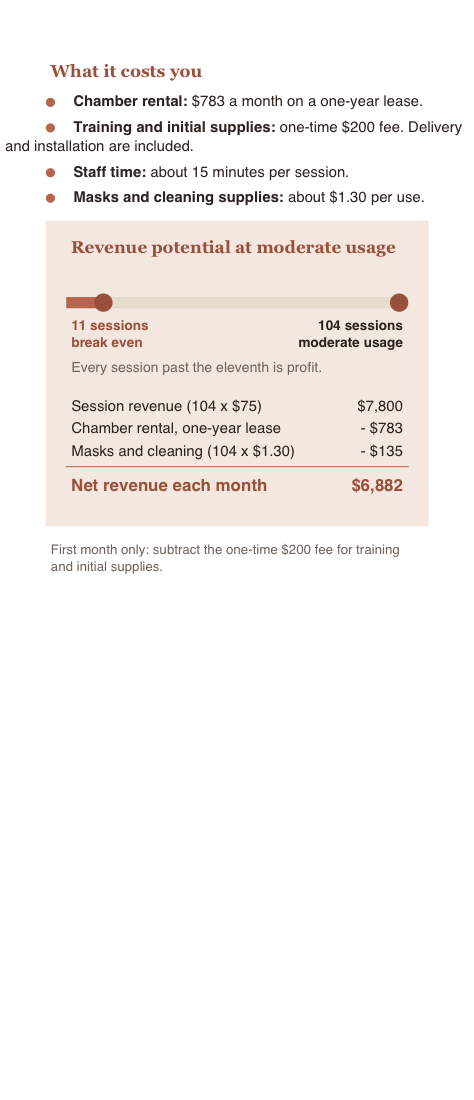 What it costs you
Chamber rental: $783 a month on a one-year lease.
Training and initial supplies: one-time $200 fee. Delivery
and installation are included.
Staff time: about 15 minutes per session.
Masks and cleaning supplies: about $1.30 per use.
Revenue potential at moderate usage
11 sessions 104 sessions
break even moderate usage
Every session past the eleventh is profit.
Session revenue (104 x $75) $7,800
Chamber rental, one-year lease - $783
Masks and cleaning (104 x $1.30) - $135
Net revenue each month $6,882
First month only: subtract the one-time $200 fee for training
and initial supplies.